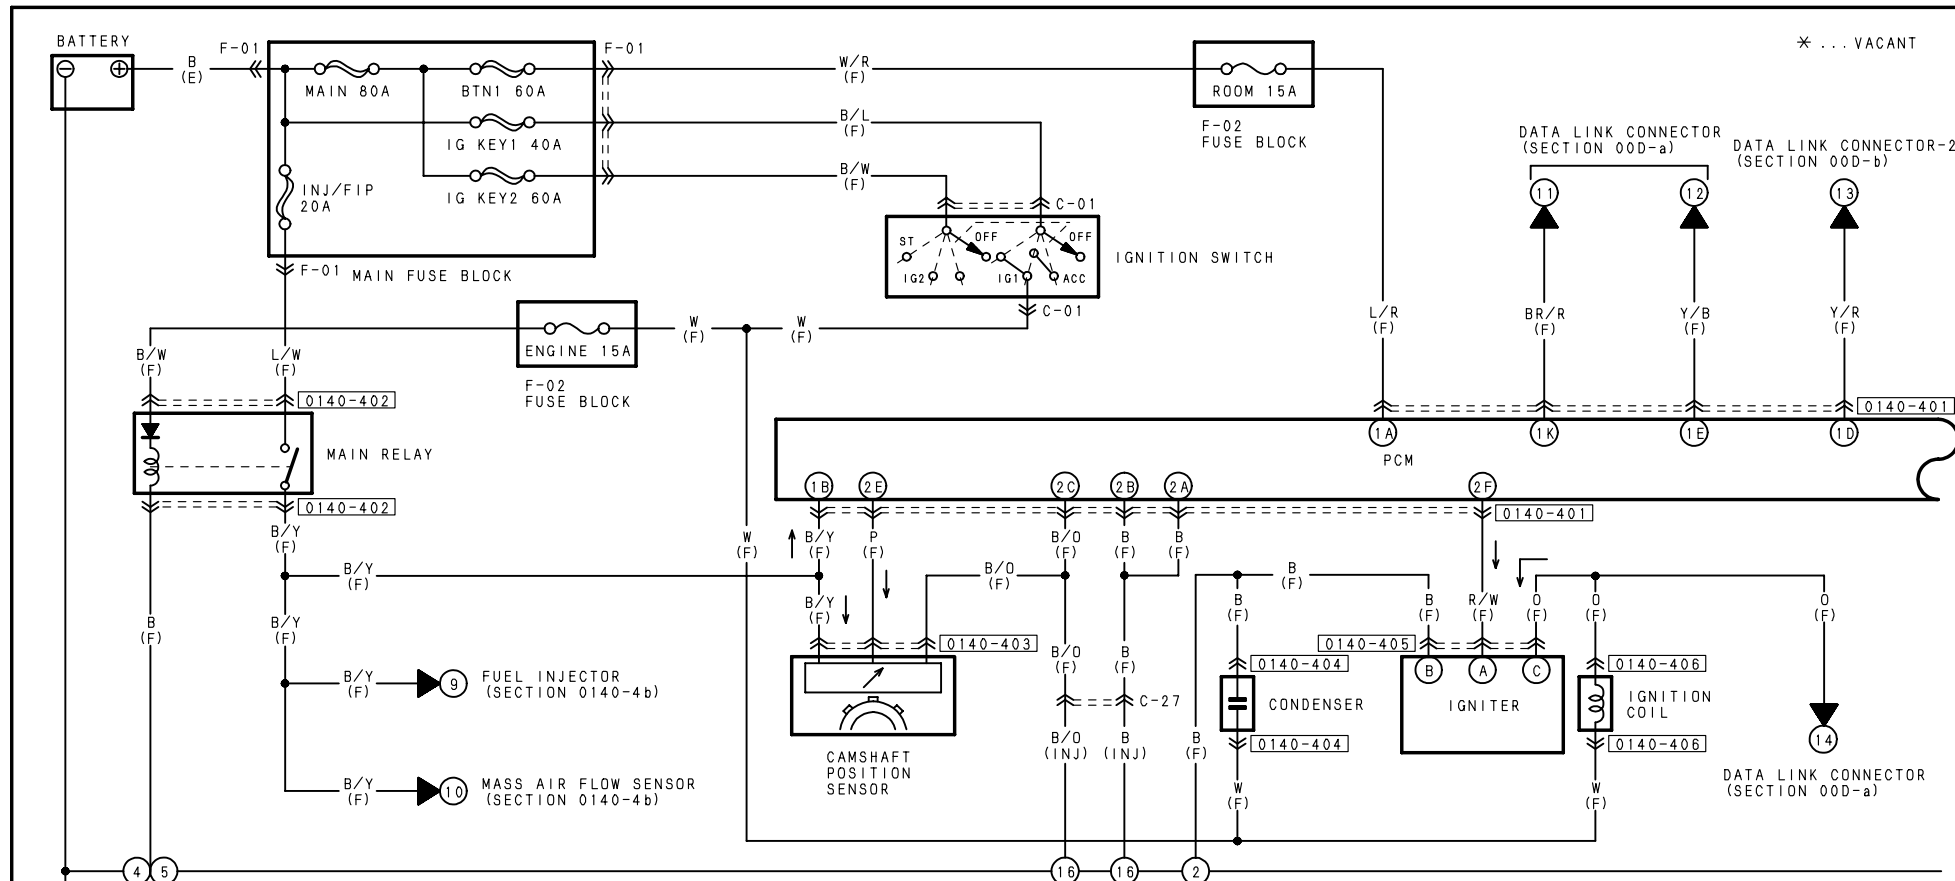 BATTERY
B
(E)
F-01
F-01
MAIN 80A
BTN1 60A
IG KEY1 40A
IG KEY2 60A
INJ/FIP
20A
F-01
MAIN FUSE BLOCK
W/R
(F)
B/L
(F)
B/W
(F)
ROOM 15A
F-02
FUSE BLOCK
✳ ... VACANT
DATA LINK CONNECTOR
(SECTION 00D-a)
DATA LINK CONNECTOR-2
(SECTION 00D-b)
11
12
13
C-01
ST
OFF
OFF
IG2
IG1
ACC
IGNITION SWITCH
C-01
L/R
(F)
BR/R
(F)
Y/B
(F)
Y/R
(F)
ENGINE 15A
F-02
FUSE BLOCK
W
(F)
W
(F)
B/W
(F)
L/W
(F)
0140-402
0140-401
MAIN RELAY
1A
1K
1E
1D
PCM
1B
2E
2C
2B
2A
2F
0140-402
0140-401
B/Y
(F)
W
(F)
B/Y
(F)
P
(F)
B/O
(F)
B
(F)
B
(F)
B/Y
(F)
B/O
(F)
B
(F)
B
(F)
B/Y
(F)
B/Y
(F)
B
(F)
B
(F)
R/W
(F)
O
(F)
O
(F)
O
(F)
0140-403
0140-405
B/O
(F)
B
(F)
0140-404
B
A
C
0140-406
B/Y
(F)
9
FUEL INJECTOR
(SECTION 0140-4b)
C-27
CONDENSER
IGNITER
IGNITION
COIL
B/O
(INJ)
B
(INJ)
B
(F)
0140-404
0140-406
14
CAMSHAFT
POSITION
SENSOR
B/Y
(F)
10
MASS AIR FLOW SENSOR
(SECTION 0140-4b)
W
(F)
W
(F)
DATA LINK CONNECTOR
(SECTION 00D-a)
4
5
16
16
2